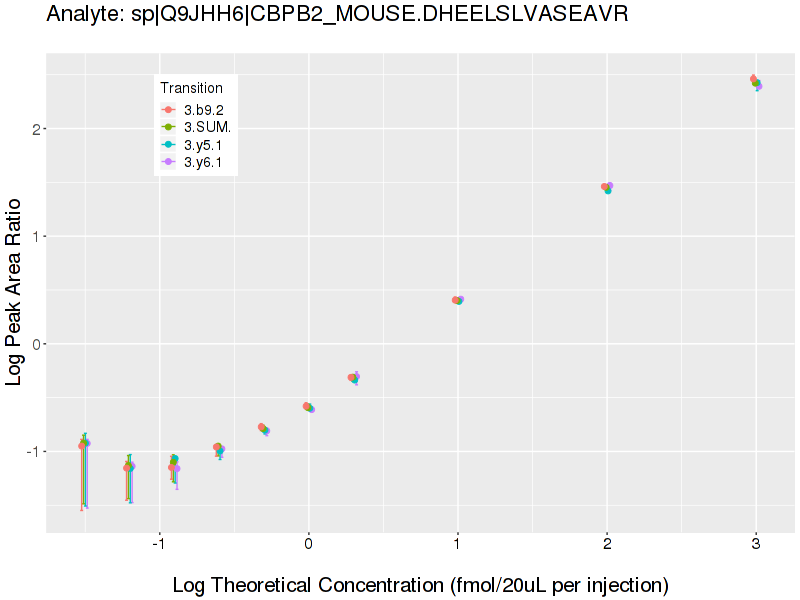 Analyte: sp|Q9JHH6|CBPB2_MOUSE.DHEELSLVASEAVR
Transition
3.b9.2
3.SUM.
3.y5.1
3.y6.1
Log Peak Area Ratio
2
1
0
-1
-1
0
1
2
3
Log Theoretical Concentration (fmol/20uL per injection)